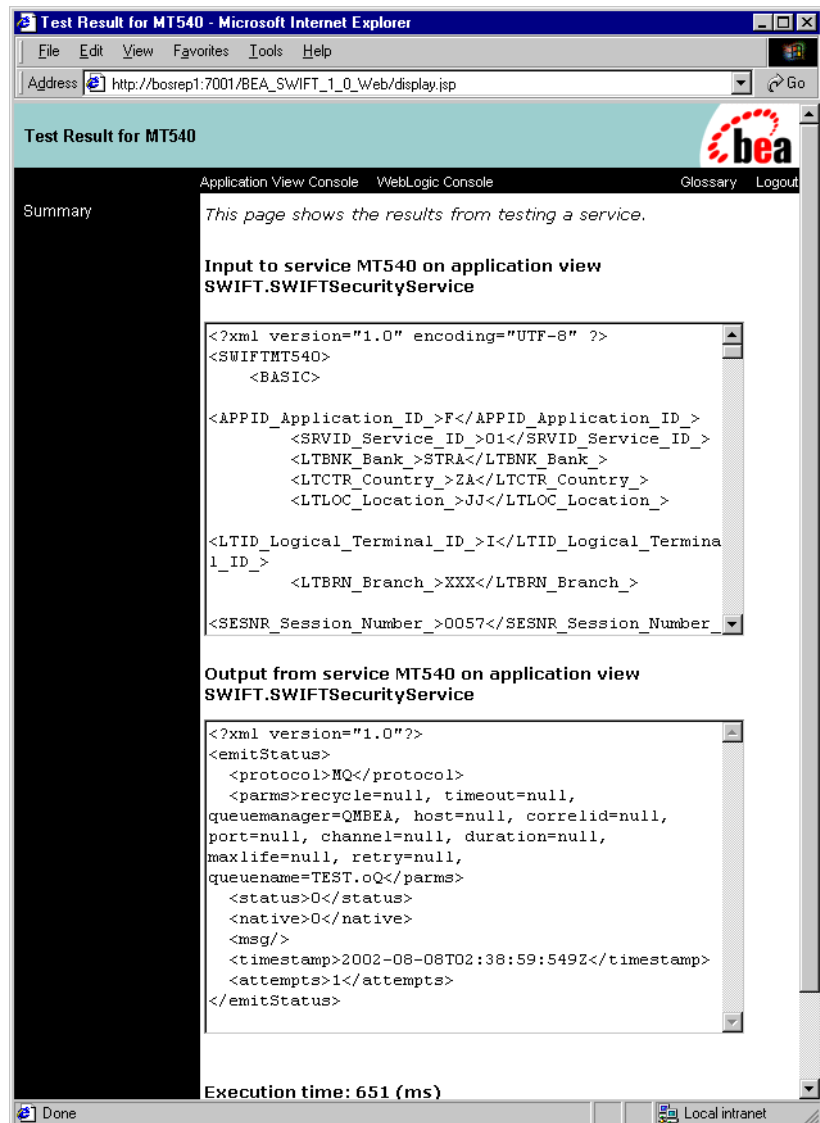 Test Result for MT540 - Microsoft Internet Explorer
File Edit View Favorites Tools Help
Address http://bosrep1:7001/BEA_SWIFT_1_0_Web/display.jsp Go
Test Result for MT540
bea
Application View Console WebLogic Console Glossary Logout
Summary
This page shows the results from testing a service.
Input to service MT540 on application view
SWIFT.SWIFTSecurityService
<?xml version="1.0" encoding="UTF-8" ?>
<SWIFTMT540>
<BASIC>
<APPID_Application_ID_>F</APPID_Application_ID_>
<SRVID_Service_ID_>01</SRVID_Service_ID_>
<LTBNK_Bank_>STRA</LTBNK_Bank_>
<LTCTR_Country_>ZA</LTCTR_Country_>
<LTLOC_Location_>JJ</LTLOC_Location_>
<LTID_Logical_Terminal_ID_>I</LTID_Logical_Termina
l_ID_>
<LTBRN_Branch_>XXX</LTBRN_Branch_>
<SESNR_Session_Number_>0057</SESNR_Session_Number_
Output from service MT540 on application view
SWIFT.SWIFTSecurityService
<?xml version="1.0"?>
<emitStatus>
<protocol>MQ</protocol>
<parms>recycle=null, timeout=null,
queuemanager=QMBEA, host=null, correlid=null,
port=null, channel=null, duration=null,
maxlife=null, retry=null,
queuename=TEST.oQ</parms>
<status>0</status>
<native>0</native>
<msg/>
<timestamp>2002-08-08T02:38:59:549Z</timestamp>
<attempts>1</attempts>
</emitStatus>
Execution time: 651 (ms)
Done Local intranet